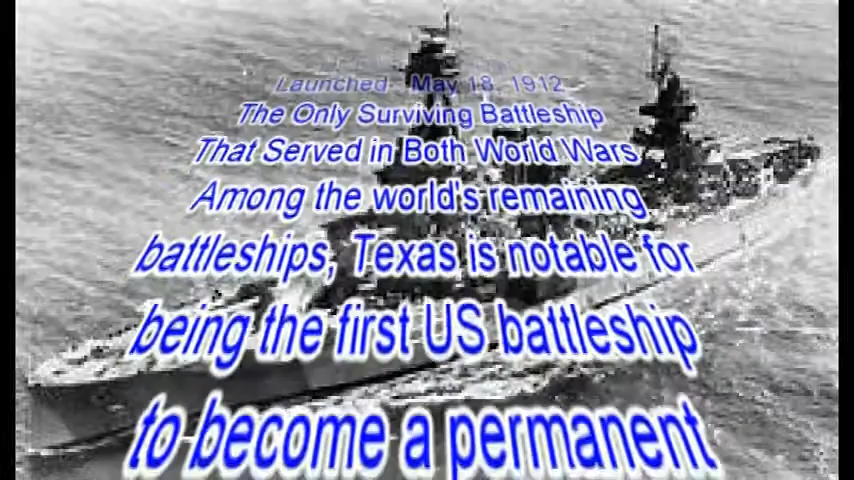 Launched May 18, 1912
The Only Surviving Battleship
That Served in Both World Wars
Among the world's remaining
battleships, Texas is notable for
being the first US battleship
to become a permanent